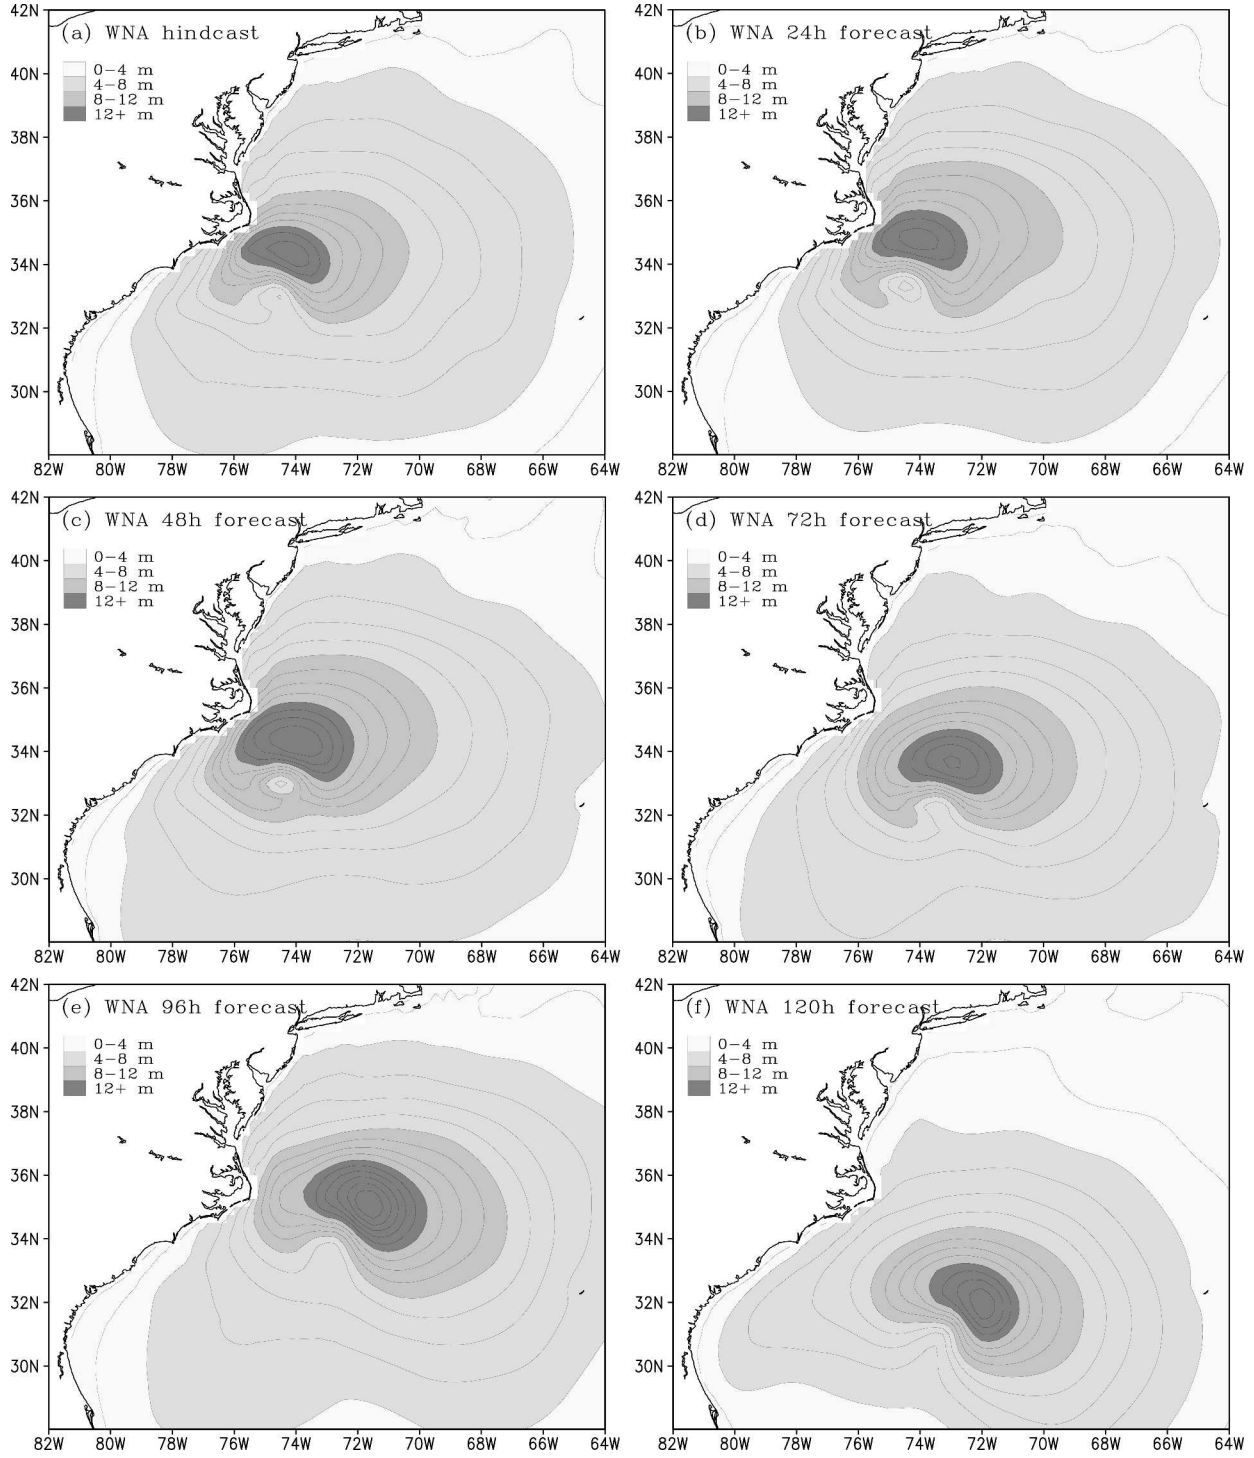 42N
(a) WNA hindcast
0-4 m
4-8 m
8-12 m
12+ m
40N
38N
36N
34N
32N
30N
82W 80W 78W 76W 74W 72W 70W 68W 66W 64W
42N
(b) WNA 24h forecast
0-4 m
4-8 m
8-12 m
12+ m
40N
38N
36N
34N
32N
30N
82W 80W 78W 76W 74W 72W 70W 68W 66W 64W
42N
(c) WNA 48h forecast
0-4 m
4-8 m
8-12 m
12+ m
40N
38N
36N
34N
32N
30N
82W 80W 78W 76W 74W 72W 70W 68W 66W 64W
42N
(d) WNA 72h forecast
0-4 m
4-8 m
8-12 m
12+ m
40N
38N
36N
34N
32N
30N
82W 80W 78W 76W 74W 72W 70W 68W 66W 64W
42N
(e) WNA 96h forecast
0-4 m
4-8 m
8-12 m
12+ m
40N
38N
36N
34N
32N
30N
82W 80W 78W 76W 74W 72W 70W 68W 66W 64W
42N
(f) WNA 120h forecast
0-4 m
4-8 m
8-12 m
12+ m
40N
38N
36N
34N
32N
30N
82W 80W 78W 76W 74W 72W 70W 68W 66W 64W